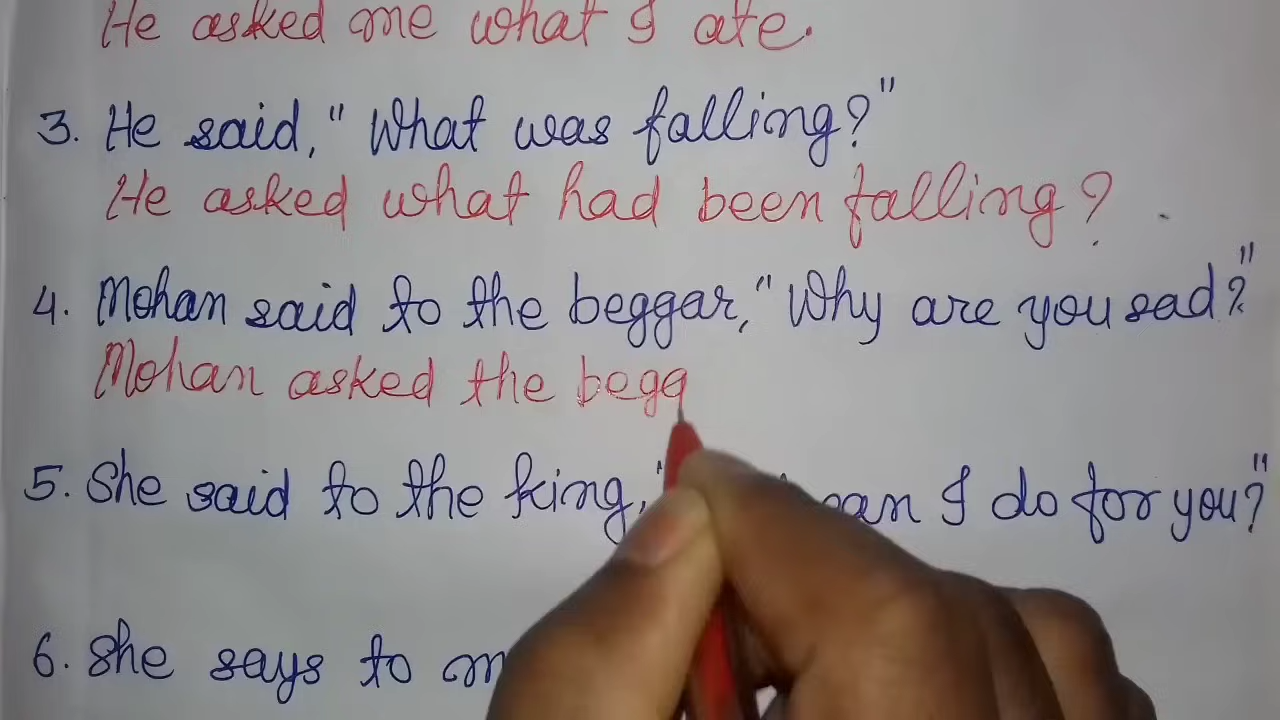 He asked me what I ate.
3. He said, "What was falling?"
He asked what had been falling?
4. Mohan said to the beggar, "Why are you sad?"
Mohan asked the begg
5. She said to the king, " can I do for you?"
6. She says to m